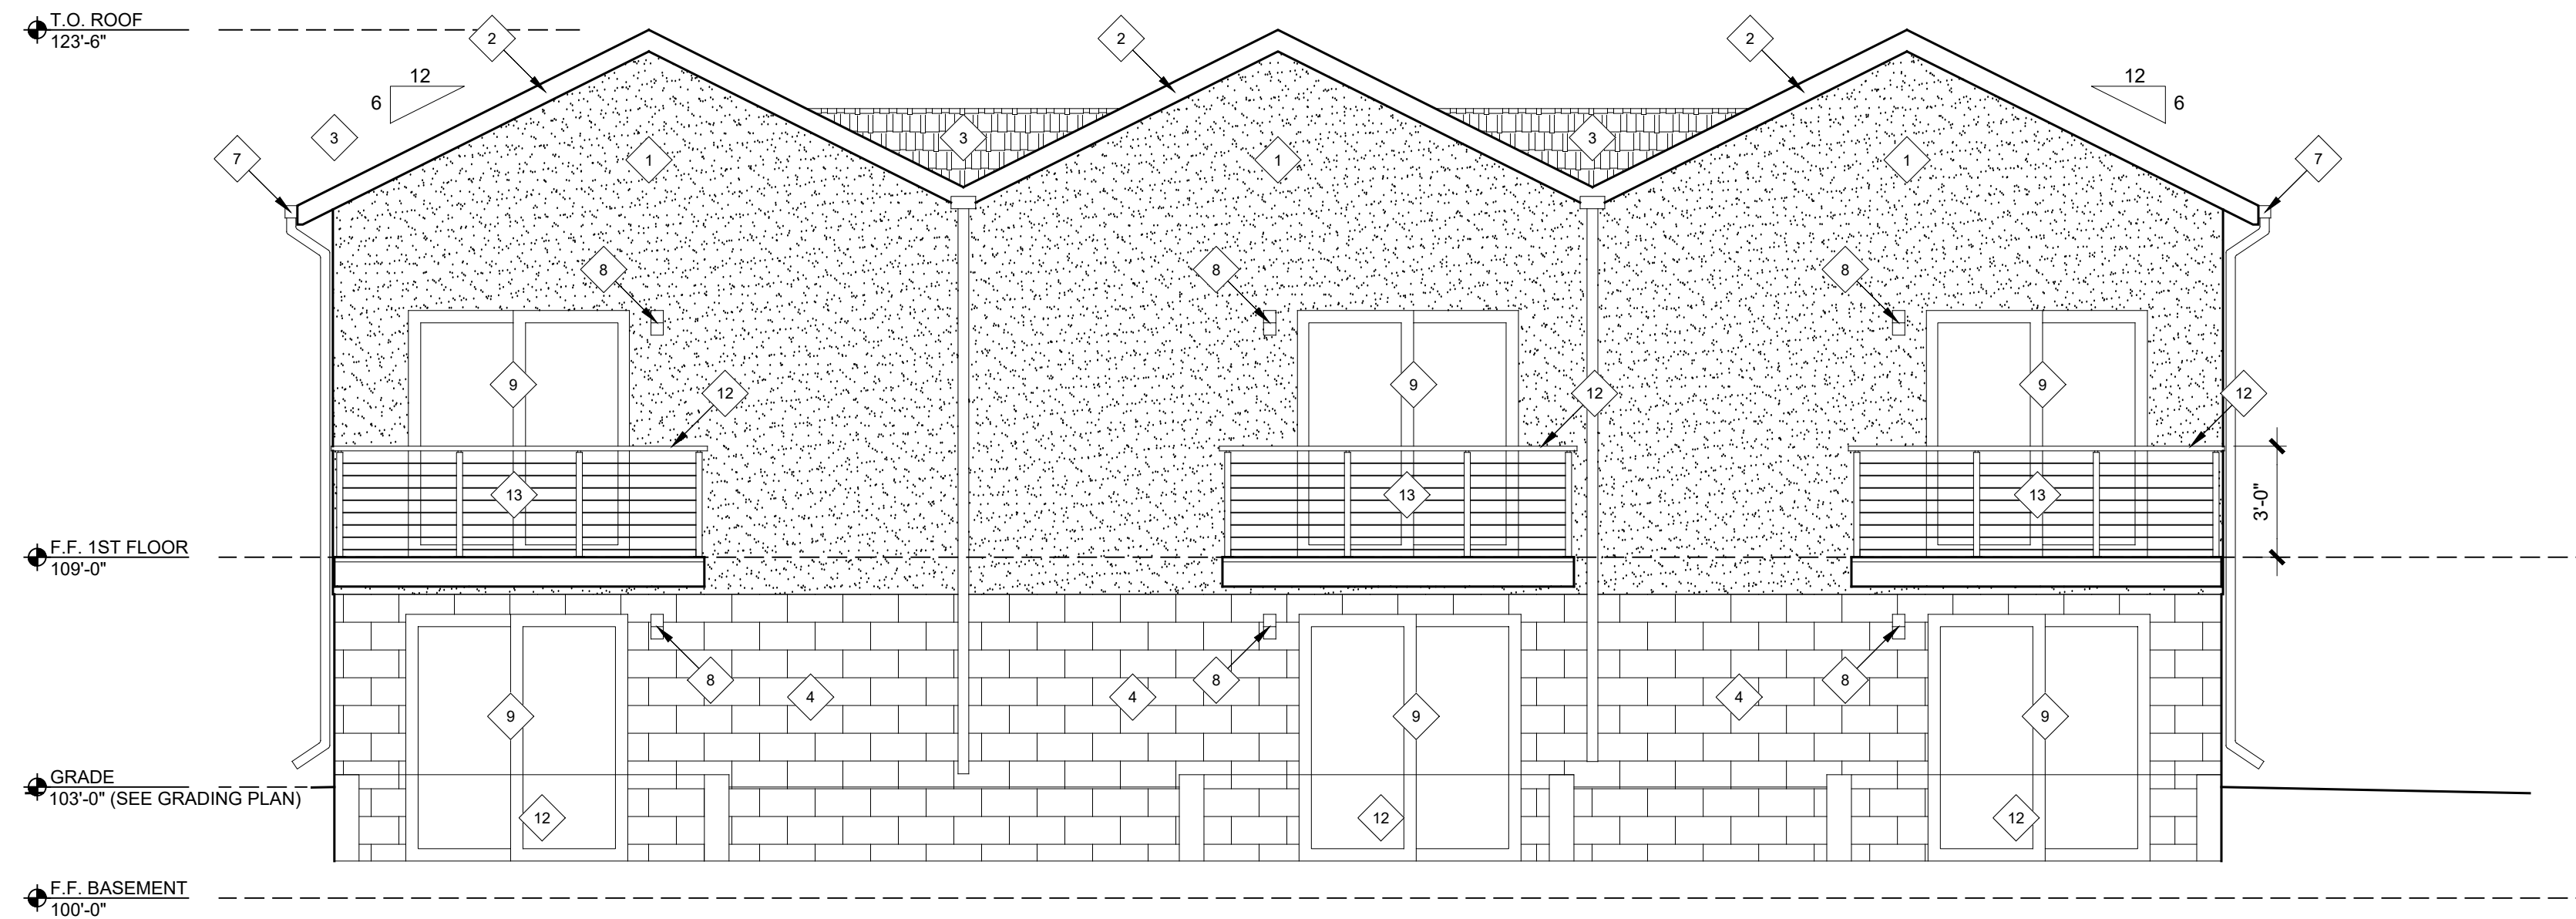 T.O. ROOF
123'-6"
2 2 2
12 12
6 6
3 3 3
7 1 1 1 7
8 8 8
9 9 9
12 12 12
13 13 13
3'-0"
F.F. 1ST FLOOR
109'-0"
8 8 8
4 4 4
9 9 9
GRADE
103'-0" (SEE GRADING PLAN)
12 12 12
F.F. BASEMENT
100'-0"